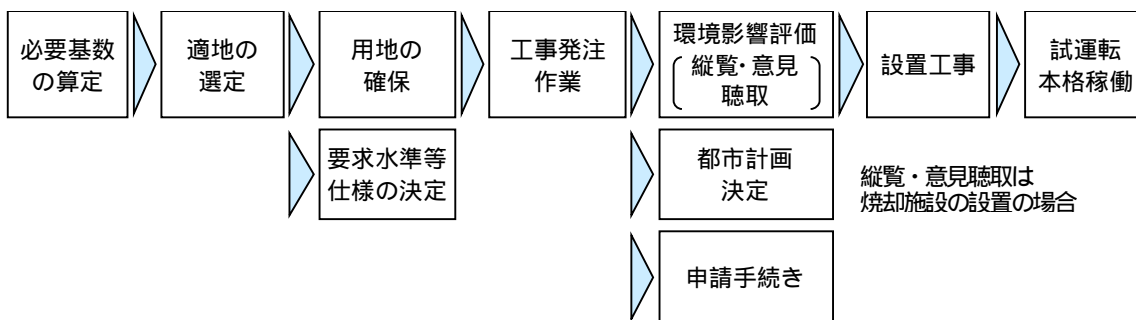 必要基数
の算定
適地の
選定
用地の
確保
工事発注
作業
環境影響評価
縦覧・意見
聴取
設置工事
試運転
本格稼働
要求水準等
仕様の決定
都市計画
決定
縦覧・意見聴取は
焼却施設の設置の場合
申請手続き